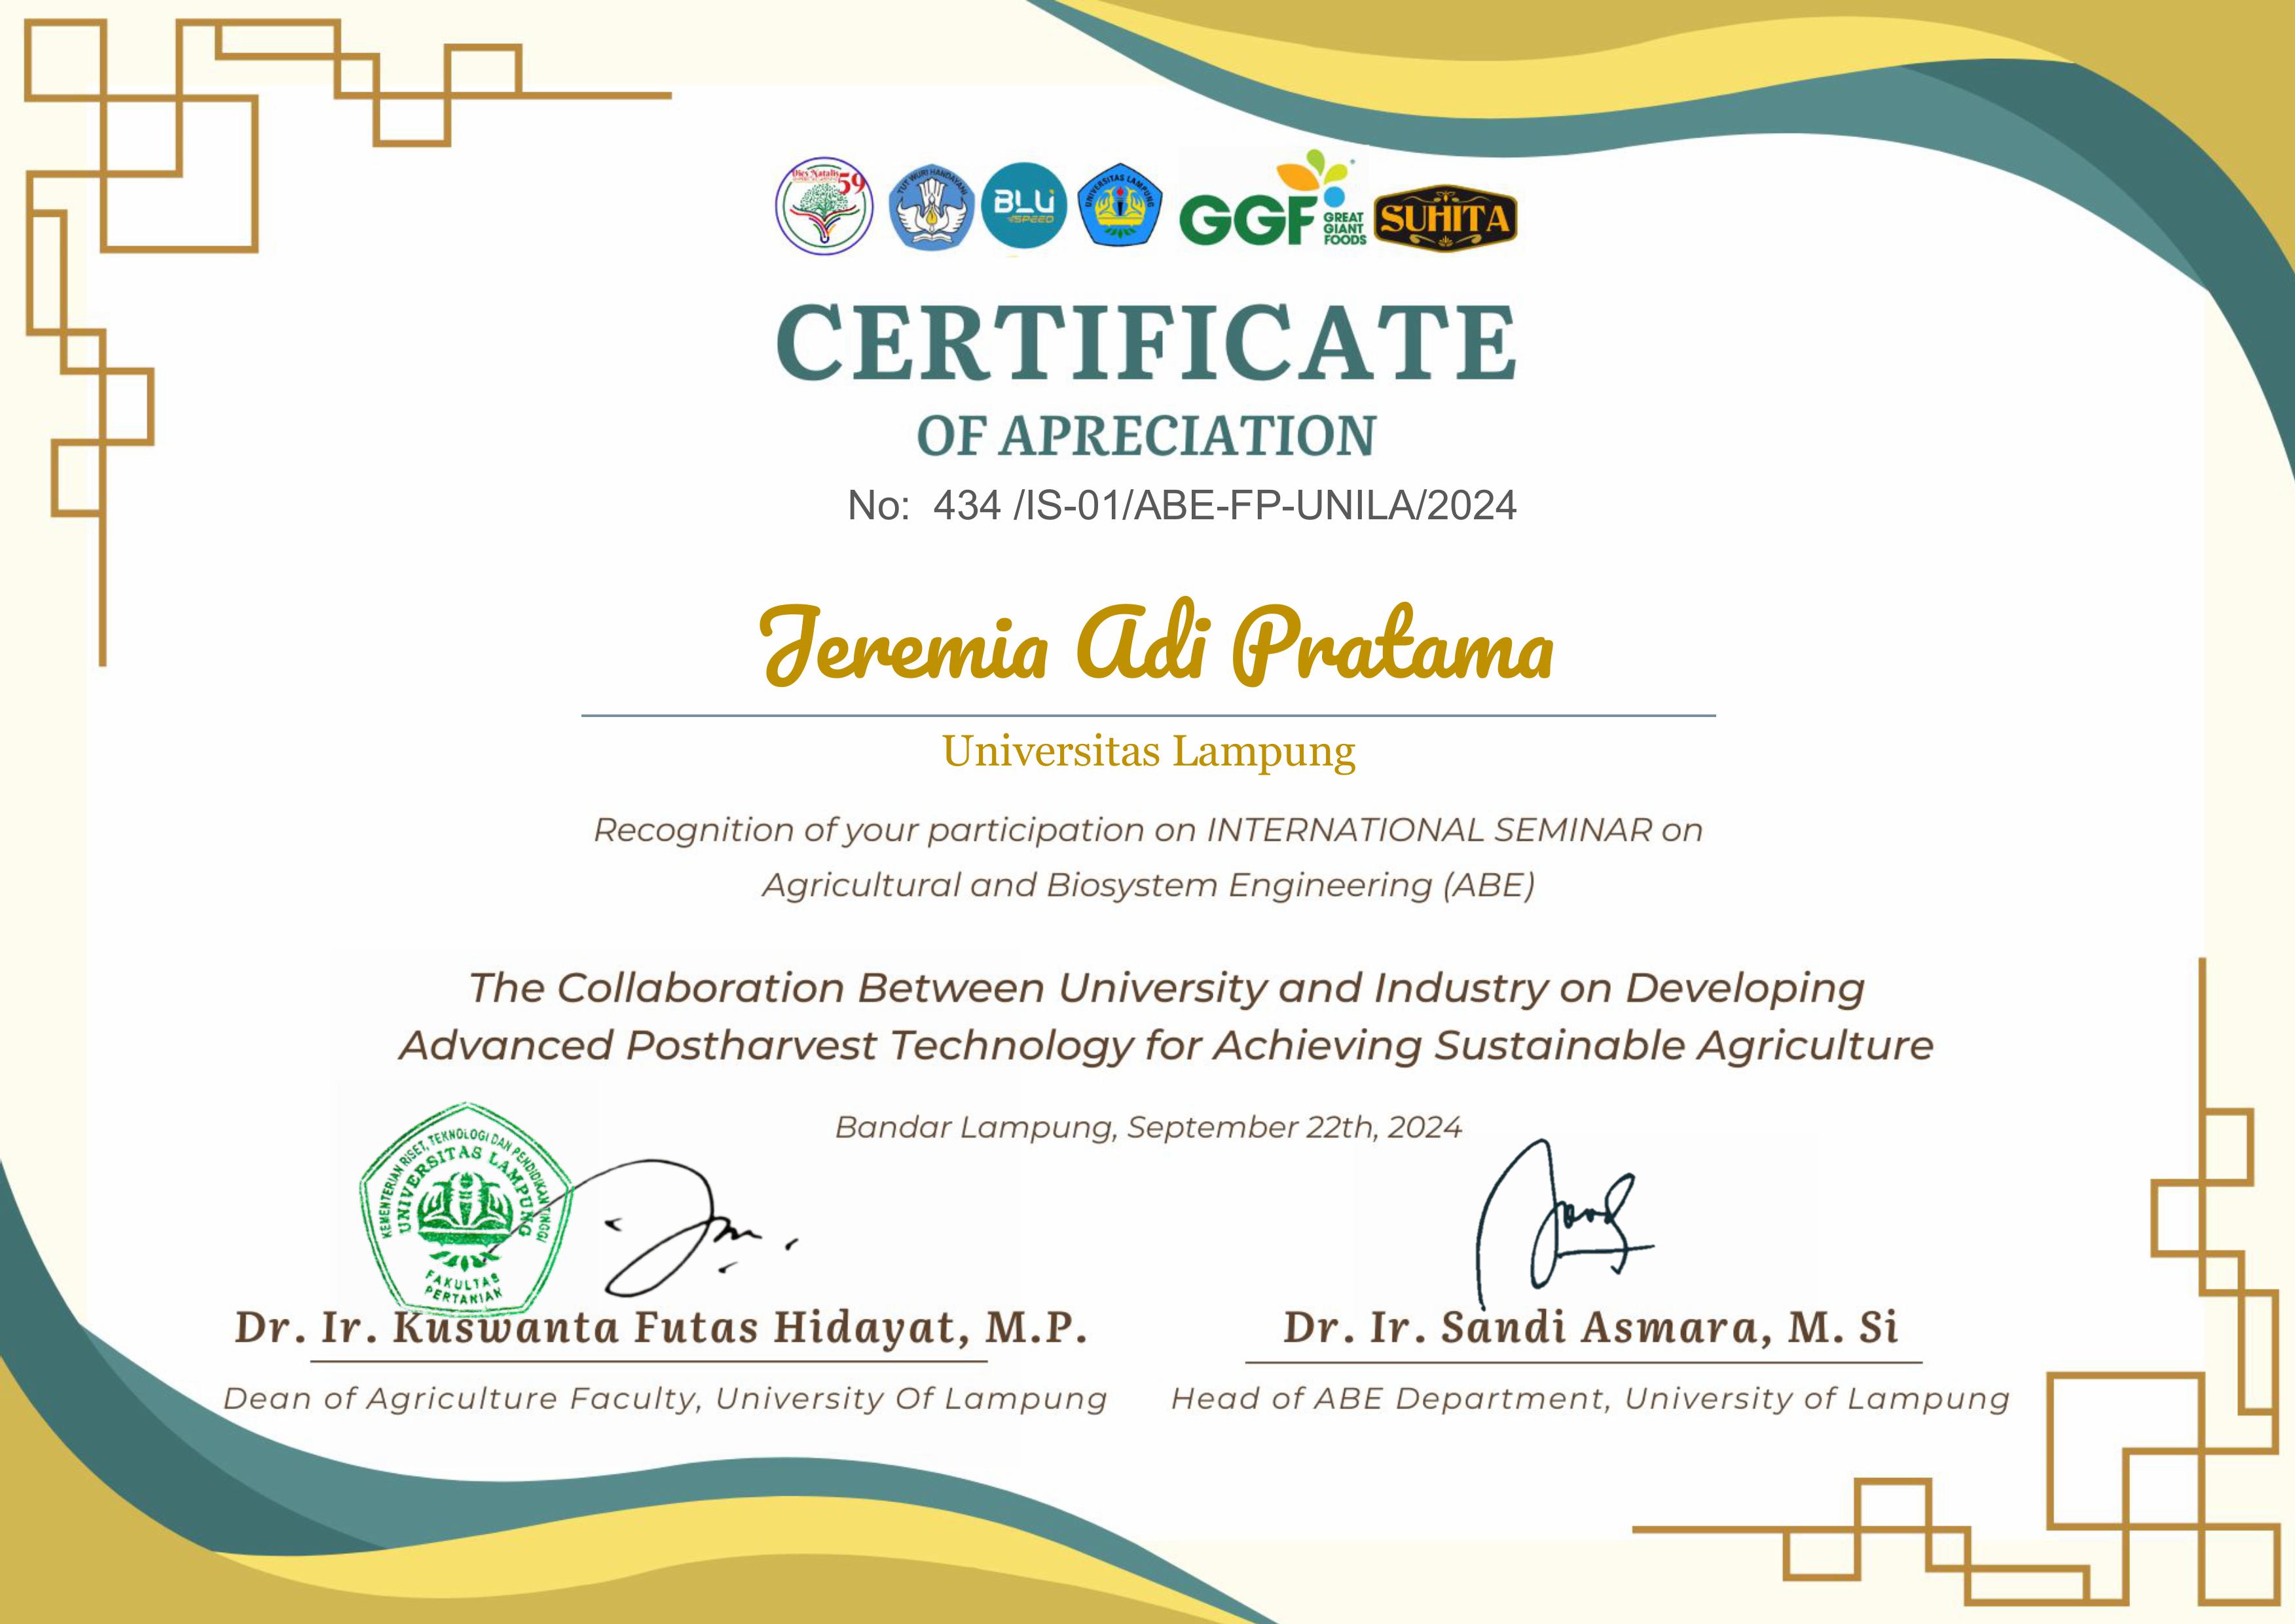 Dies Natalis
59
TUT WURI HANDAYANI
BLU
SPEED
UNIVERSITAS LAMPUNG
GGF GREAT
GIANT
FOODS
SUHITA
CERTIFICATE
OF APRECIATION
No: 434 /IS-01/ABE-FP-UNILA/2024
Jeremia Adi Pratama
Universitas Lampung
Recognition of your participation on INTERNATIONAL SEMINAR on
Agricultural and Biosystem Engineering (ABE)
The Collaboration Between University and Industry on Developing
Advanced Postharvest Technology for Achieving Sustainable Agriculture
Bandar Lampung, September 22th, 2024
KEMENTERIAN RISET, TEKNOLOGI DAN PENDIDIKAN TINGGI
UNIVERSITAS LAMPUNG
FAKULTAS
PERTANIAN
Dr. Ir. Kuswanta Futas Hidayat, M.P.
Dean of Agriculture Faculty, University Of Lampung
Dr. Ir. Sandi Asmara, M. Si
Head of ABE Department, University of Lampung